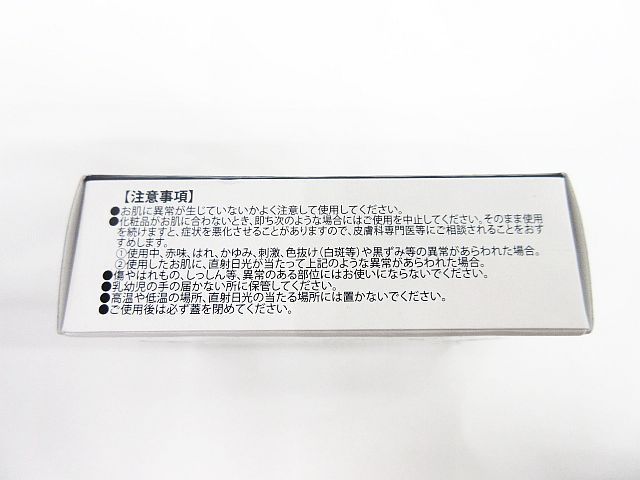 【注意事項】
●お肌に異常が生じていないかよく注意して使用してください。
●化粧品がお肌に合わないとき、即ち次のような場合にはご使用を中止してください。そのまま使用
を続けますと、症状を悪化させることがありますので、皮膚科専門医等にご相談されることをおす
すめします。
①使用中、赤味、はれ、かゆみ、刺激、色抜け(白斑等)や黒ずみ等の異常があらわれた場合。
②使用したお肌に、直射日光が当たって上記のような異常があらわれた場合。
●傷やはれもの、しっしん等、異常のある部位にはお使いにならないでください。
●乳幼児の手の届かない所に保管してください。
●高温や低温の場所、直射日光の当たる場所には置かないでください。
●ご使用後は必ず蓋を閉めてください。